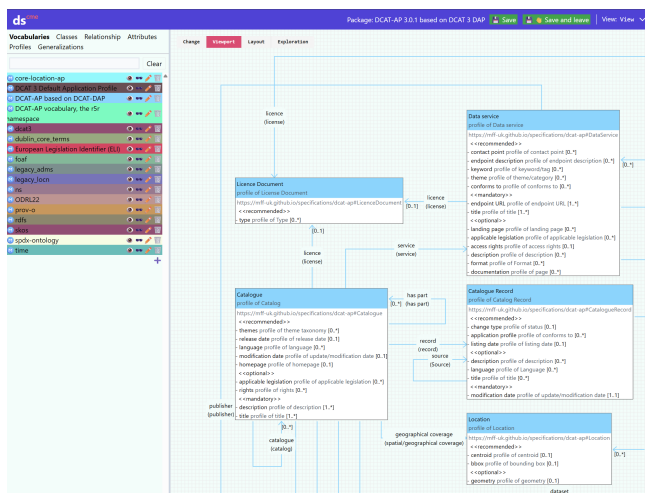 dsone
Package: DCAT-AP 3.0.1 based on DCAT 3 DAP
Save
Save and leave
View: View
Vocabularies Classes Relationship Attributes
Profiles Generalizations
Clear
core-location-ap
DCAT 3 Default Application Profile
DCAT-AP based on DCAT-DAP
DCAT-AP vocabulary, the r5r
namespace
dcat3
dublin_core_terms
European Legislation Identifier (ELI)
foaf
legacy_adms
legacy_locn
ns
ODRL22
prov-o
rdfs
skos
spdx-ontology
time
+
Change Viewport Layout Exploration
licence
(license)
Licence Document
profile of License Document
https://mff-uk.github.io/specifications/dcat-ap#LicenceDocument
<<recommended>>
- type profile of Type [0..*]
[0..1]
licence
(license)
[0..1]
licence
(license)
service
(service)
Data service
profile of Data service
https://mff-uk.github.io/specifications/dcat-ap#DataService
<<recommended>>
- contact point profile of contact point [0..*]
- endpoint description profile of endpoint description [0..*]
- keyword profile of keyword/tag [0..*]
- theme profile of theme/category [0..*]
- conforms to profile of conforms to [0..*]
<<mandatory>>
- endpoint URL profile of endpoint URL [1..*]
- title profile of title [1..*]
<<optional>>
- landing page profile of landing page [0..*]
- applicable legislation profile of applicable legislation [0..*]
- access rights profile of access rights [0..1]
- description profile of description [0..*]
- format profile of Format [0..*]
- documentation profile of page [0..*]
[0..*]
Catalogue
profile of Catalog
https://mff-uk.github.io/specifications/dcat-ap#Catalogue
<<recommended>>
- themes profile of theme taxonomy [0..*]
- release date profile of release date [0..1]
- language profile of language [0..*]
- modification date profile of update/modification date [0..1]
- homepage profile of homepage [0..1]
<<optional>>
- applicable legislation profile of applicable legislation [0..*]
- rights profile of rights [0..*]
<<mandatory>>
- description profile of description [1..*]
- title profile of title [1..*]
has part
[0..*] (has part)
record
(record)
source
(Source)
Catalogue Record
profile of Catalog Record
https://mff-uk.github.io/specifications/dcat-ap#CatalogueRecord
<<recommended>>
- change type profile of status [0..1]
- application profile profile of conforms to [0..*]
- listing date profile of listing date [0..1]
<<optional>>
- description profile of description [0..*]
- language profile of Language [0..*]
- title profile of title [0..*]
<<mandatory>>
- modification date profile of update/modification date [1..1]
publisher
(publisher)
[0..*]
catalogue
(catalog)
geographical coverage
(spatial/geographical coverage)
Location
profile of Location
https://mff-uk.github.io/specifications/dcat-ap#Location
<<recommended>>
- centroid profile of centroid [0..1]
- bbox profile of bounding box [0..1]
<<optional>>
- geometry profile of geometry [0..1]
[0..*]
dataset